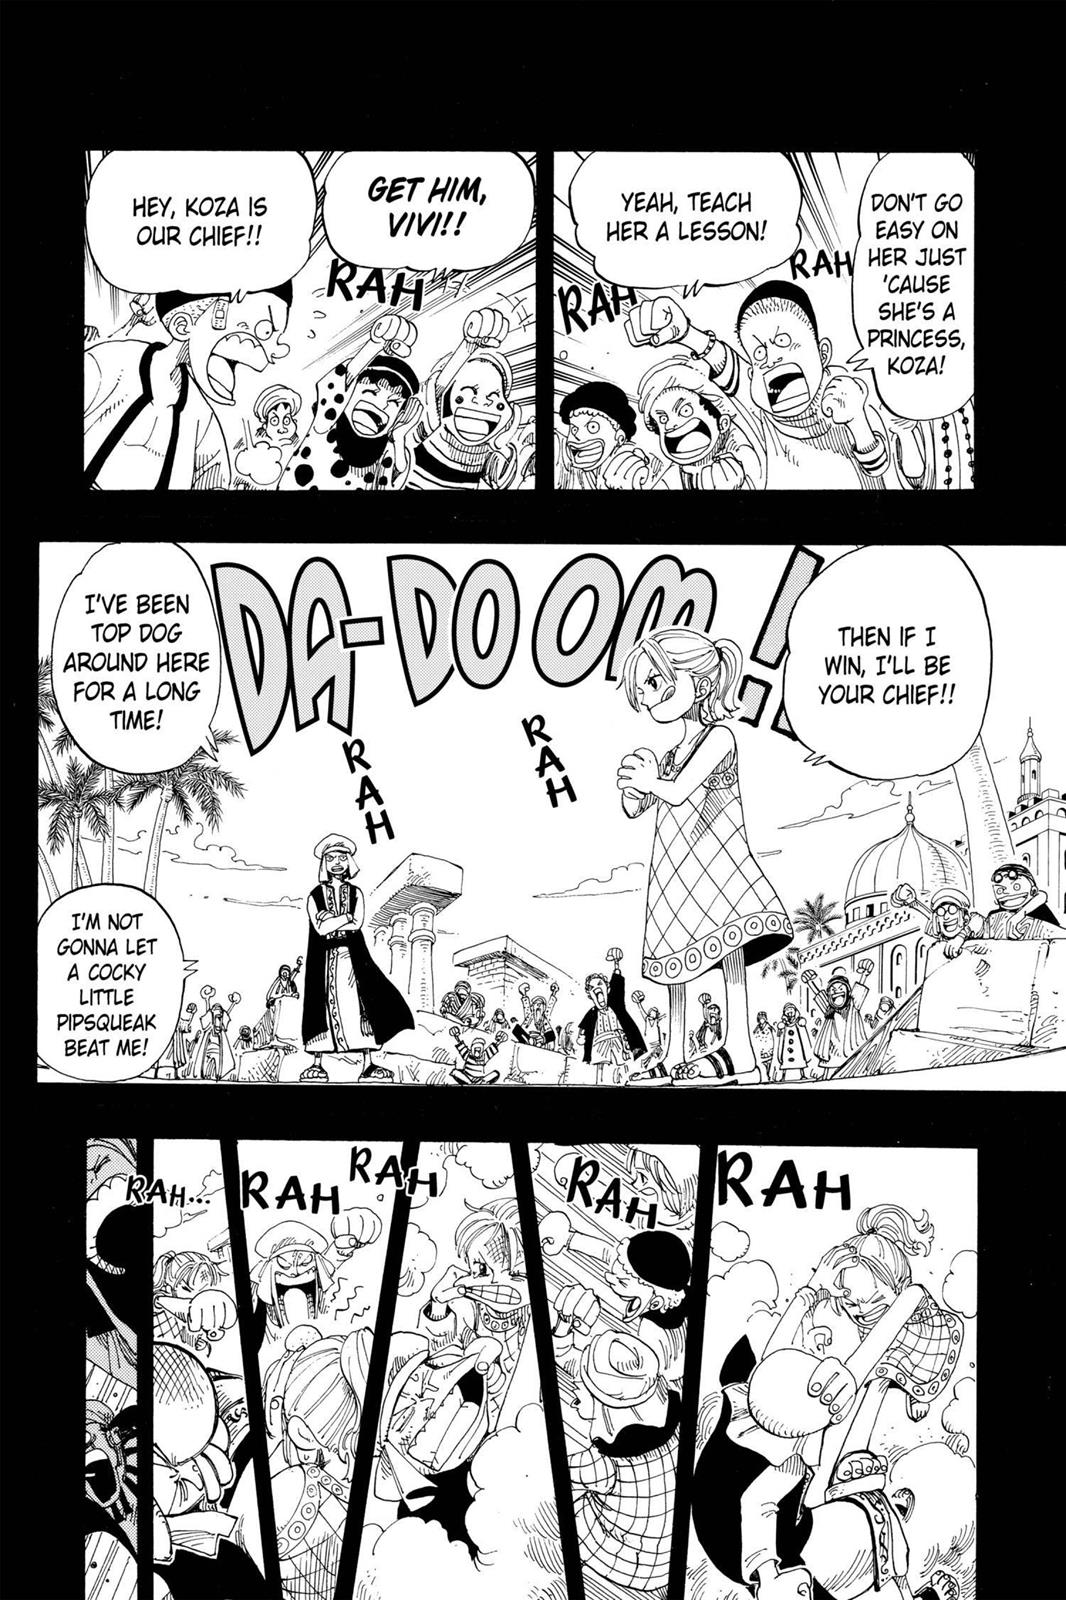 DON'T GO
EASY ON
HER JUST
'CAUSE
SHE'S A
PRINCESS,
KOZA!
RAH
YEAH, TEACH
HER A LESSON!
RAH
GET HIM,
VIVI!!
RAH
HEY, KOZA IS
OUR CHIEF!!
THEN IF I
WIN, I'LL BE
YOUR CHIEF!!
DA-DOOM!!
RAH
RAH
I'VE BEEN
TOP DOG
AROUND HERE
FOR A LONG
TIME!
I'M NOT
GONNA LET
A COCKY
LITTLE
PIPSQUEAK
BEAT ME!
RAH
RAH
RAH
RAH
RAH...